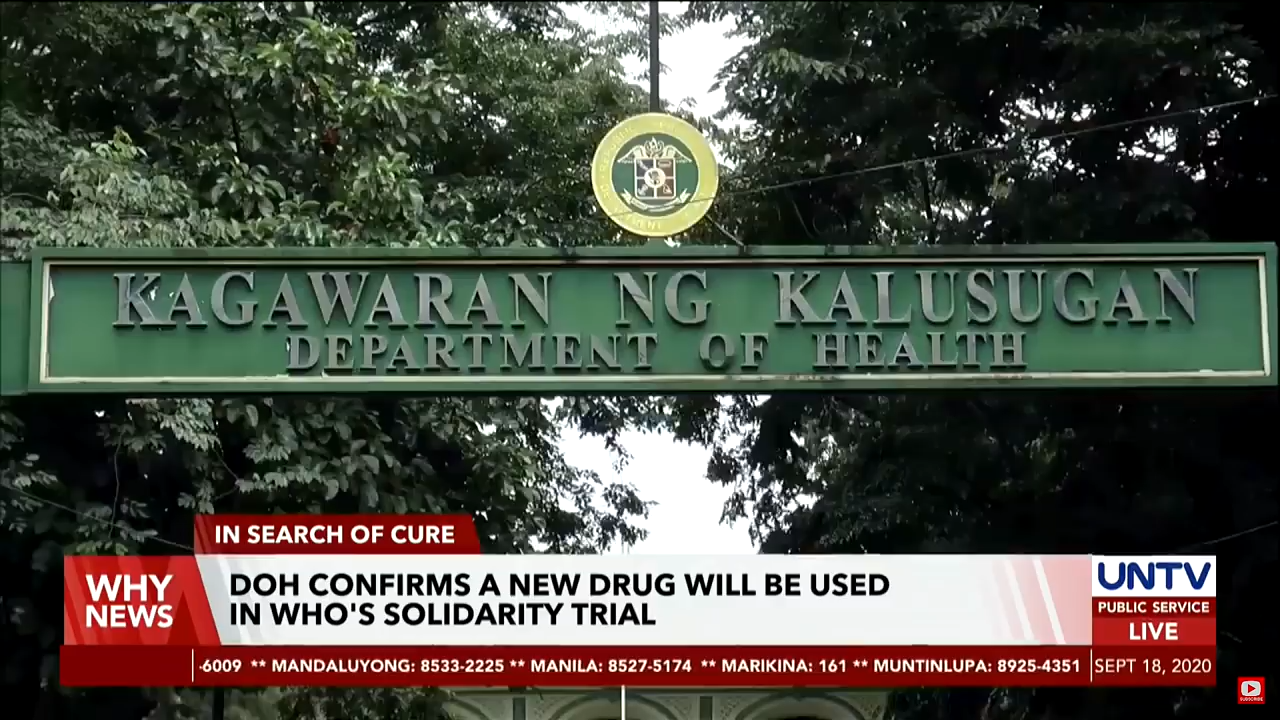 KAGAWARAN NG KALUSUGAN
DEPARTMENT OF HEALTH
IN SEARCH OF CURE
WHY
NEWS
DOH CONFIRMS A NEW DRUG WILL BE USED
IN WHO'S SOLIDARITY TRIAL
UNTV
PUBLIC SERVICE
LIVE
-6009 ** MANDALUYONG: 8533-2225 ** MANILA: 8527-5174 ** MARIKINA: 161 ** MUNTINLUPA: 8925-4351
SEPT 18, 2020
SUBSCRIBE